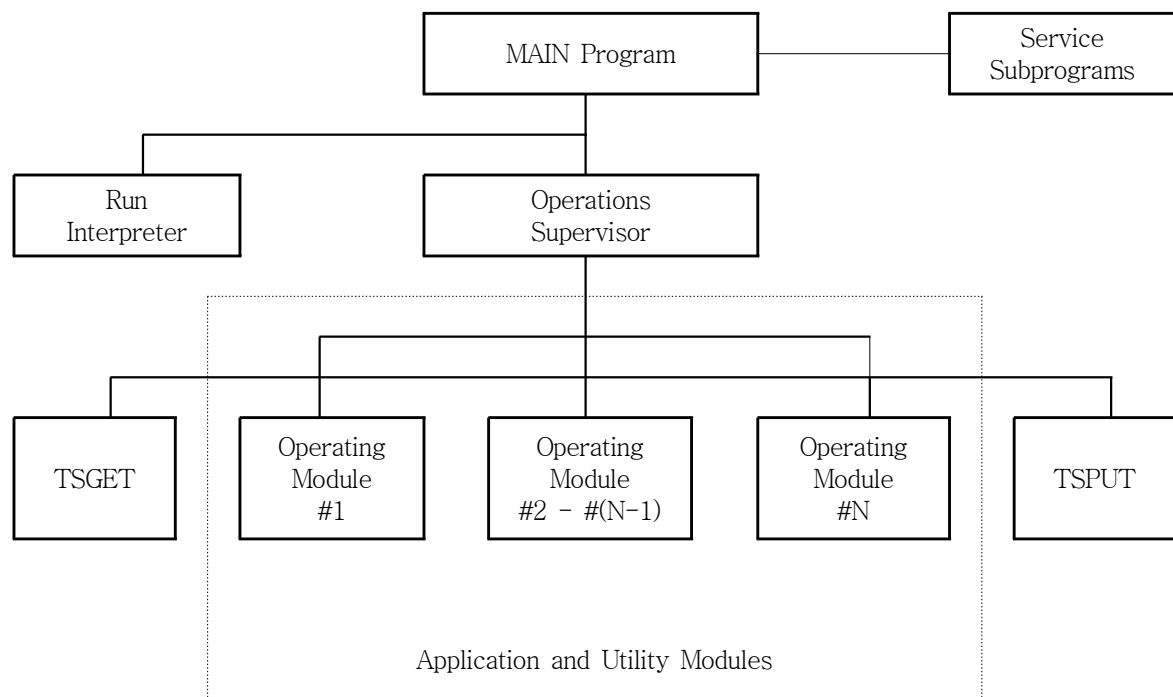 MAIN Program
Service
Subprograms
Run
Interpreter
Operations
Supervisor
TSGET
Operating
Module
#1
Operating
Module
#2 - #(N-1)
Operating
Module
#N
TSPUT
Application and Utility Modules